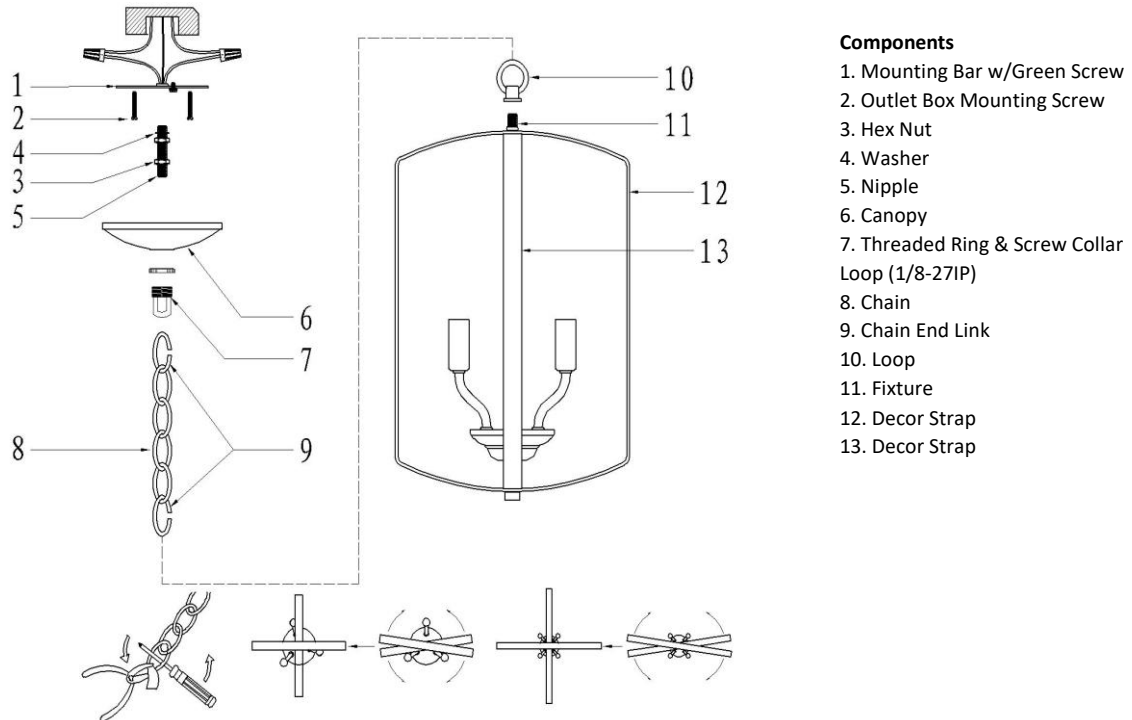 1
2
4
3
5
6
7
8
9
10
11
12
13
Components
1. Mounting Bar w/Green Screw
2. Outlet Box Mounting Screw
3. Hex Nut
4. Washer
5. Nipple
6. Canopy
7. Threaded Ring & Screw Collar
Loop (1/8-27IP)
8. Chain
9. Chain End Link
10. Loop
11. Fixture
12. Decor Strap
13. Decor Strap